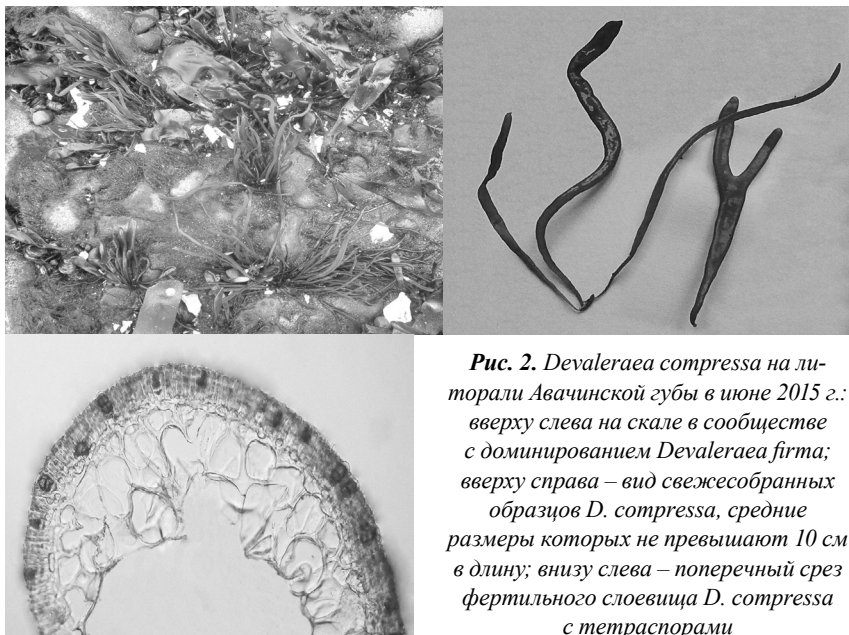 Рис. 2. Devaleraea compressa на ли-
торали Авачинской губы в июне 2015 г.:
вверху слева на скале в сообществе
с доминированием Devaleraea firma;
вверху справа – вид свежесобранных
образцов D. compressa, средние
размеры которых не превышают 10 см
в длину; внизу слева – поперечный срез
фертильного слоевища D. compressa
с тетраспорами